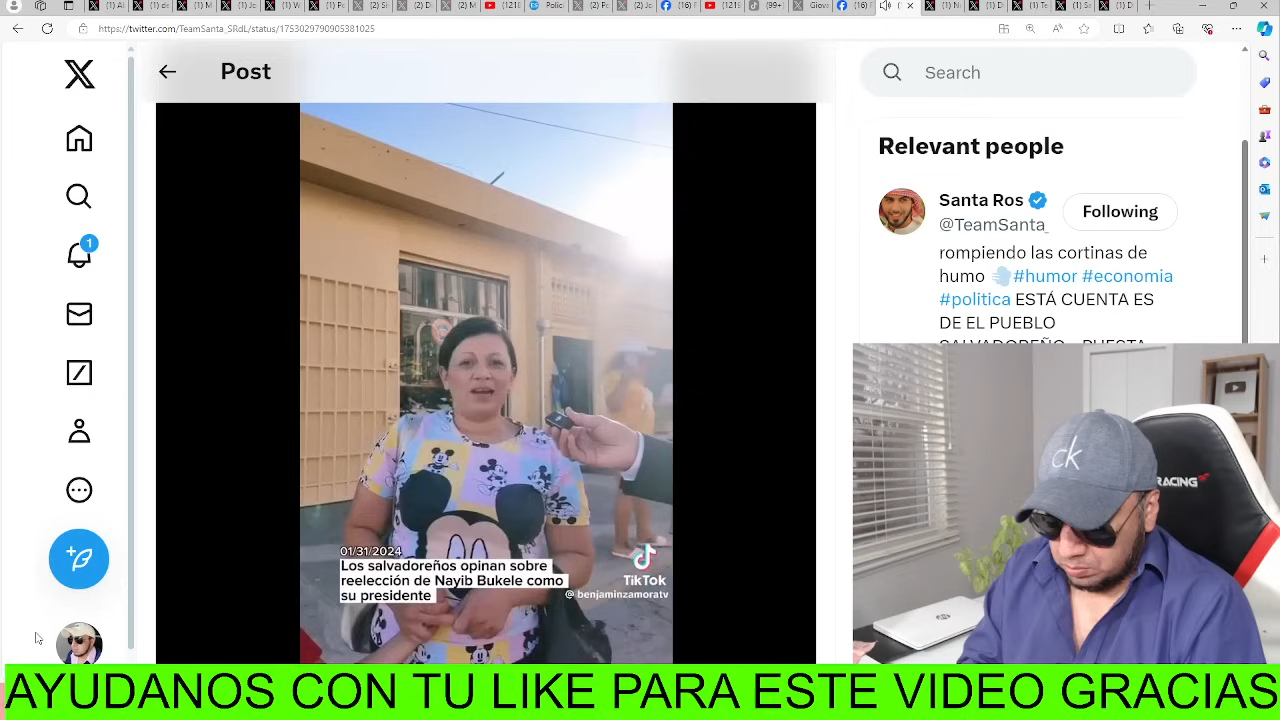 https://twitter.com/TeamSanta_SRdL/status/1753029790905381025
Post
Search
Relevant people
Santa Ros
Following
@TeamSanta_
rompiendo las cortinas de
humo 💨#humor #economia
#politica ESTÁ CUENTA ES
DE EL PUEBLO
1
01/31/2024
Los salvadoreños opinan sobre
reelección de Nayib Bukele como
su presidente
TikTok
@ benjaminzamoratv
ck
RACING
AYUDANOS CON TU LIKE PARA ESTE VIDEO GRACIAS